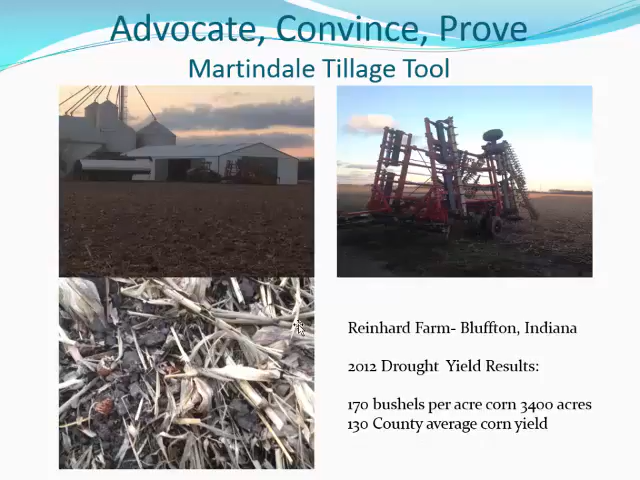 Advocate, Convince, Prove
Martindale Tillage Tool
Reinhard Farm- Bluffton, Indiana
2012 Drought Yield Results:
170 bushels per acre corn 3400 acres
130 County average corn yield